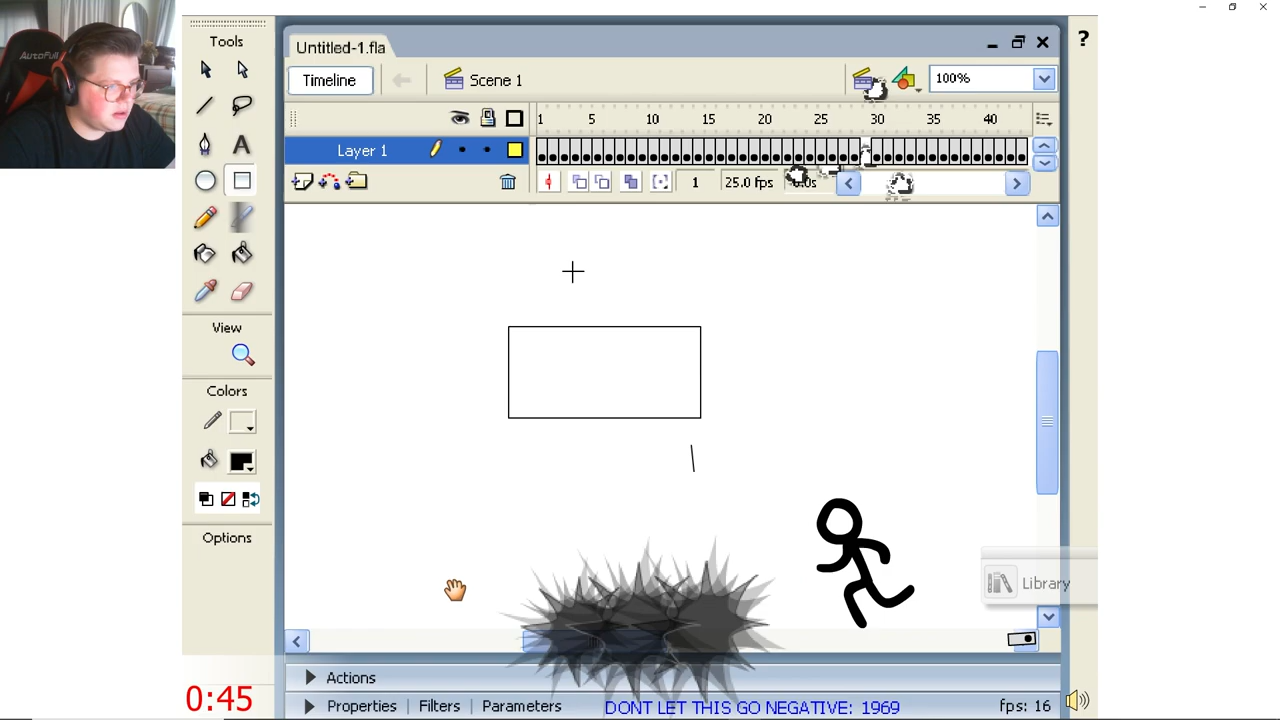 Tools
Untitled-1.fla
?
Timeline
Scene 1
100%
1 5 10 15 20 25 30 35 40
Layer 1
1 25.0 fps
A
View
Colors
Options
Library
Actions
0:45
Properties Filters Parameters DONT LET THIS GO NEGATIVE: 1969 fps: 16